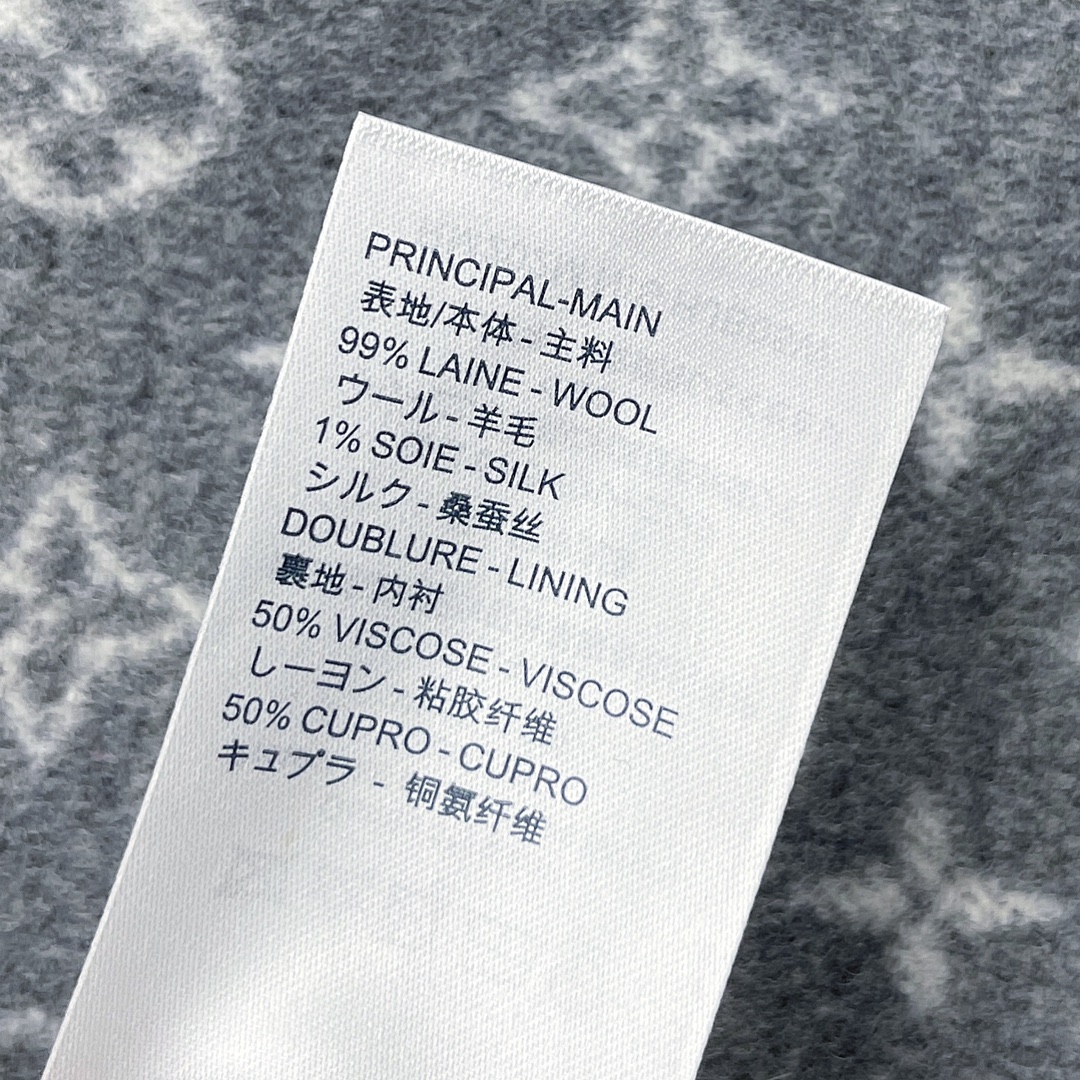 PRINCIPAL-MAIN
表地/本体-主料
99% LAINE - WOOL
ウール-羊毛
1% SOIE - SILK
シルク-桑蚕丝
DOUBLURE - LINING
裏地-内衬
50% VISCOSE - VISCOSE
しーヨン-粘胶纤维
50% CUPRO - CUPRO
キュプラ - 铜氨纤维